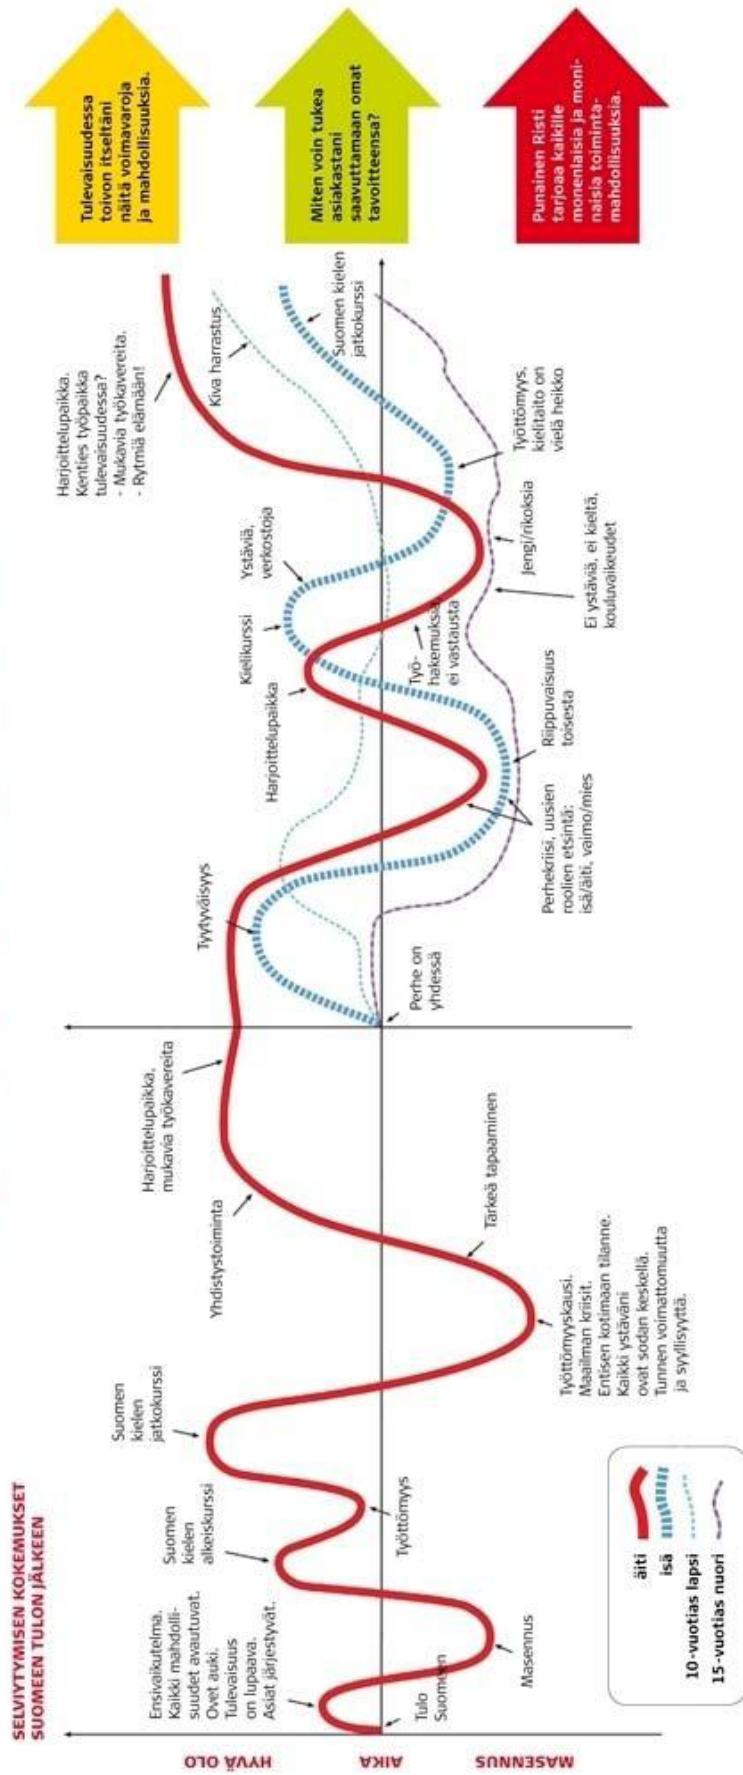 SELVIYTYMISEN KOKEMUKSET
SUOMEEN TULON JÄLKEEN
HYVÄ OLO
AIKA
MASENNUS
Ensivaikutelma.
Kaikki mahdolli-
suudet avautuvat.
Ovet auki.
Tulevaisuus
on lupaava.
Asiat järjestyvät.
Tulo
Suomeen
Masennus
Suomen
kielen
alkeiskurssi
Työttömyys
Suomen
kielen
jatkokurssi
Työttömyyskausi.
Maailman kriisit.
Entisen kotimaan tilanne.
Kaikki ystäväni
ovat sodan keskellä.
Tunnen voimattomuutta
ja syyllisyyttä.
Tärkeä tapaaminen
Yhdistystoiminta
Harjoittelupaikka,
mukavia työkavereita
Perhe on
yhdessä
Tyytyväisyys
Perhekriisi, uusien
roolien etsintä:
isä/äiti, vaimo/mies
Riippuvaisuus
toisesta
Harjoittelupaikka
Kielikurssi
Ystäviä,
verkostoja
Työ-
hakemuksia,
ei vastausta
Ei ystäviä, ei kieltä,
kouluvaikeudet
Jengi/rikoksia
Työttömyys,
kielitaito on
vielä heikko
Harjoittelupaikka.
Kenties työpaikka
tulevaisuudessa?
- Mukavia työkavereita.
- Rytmiä elämään!
Kiva harrastus
Suomen kielen
jatkokurssi
Tulevaisuudessa
toivon itseltäni
näitä voimavaroja
ja mahdollisuuksia.
Miten voin tukea
asiakastani
saavuttamaan omat
tavoitteensa?
Punainen Risti
tarjoaa kaikille
monenlaisia ja moni-
naisia toiminta-
mahdollisuuksia.
äiti
isä
10-vuotias lapsi
15-vuotias nuori